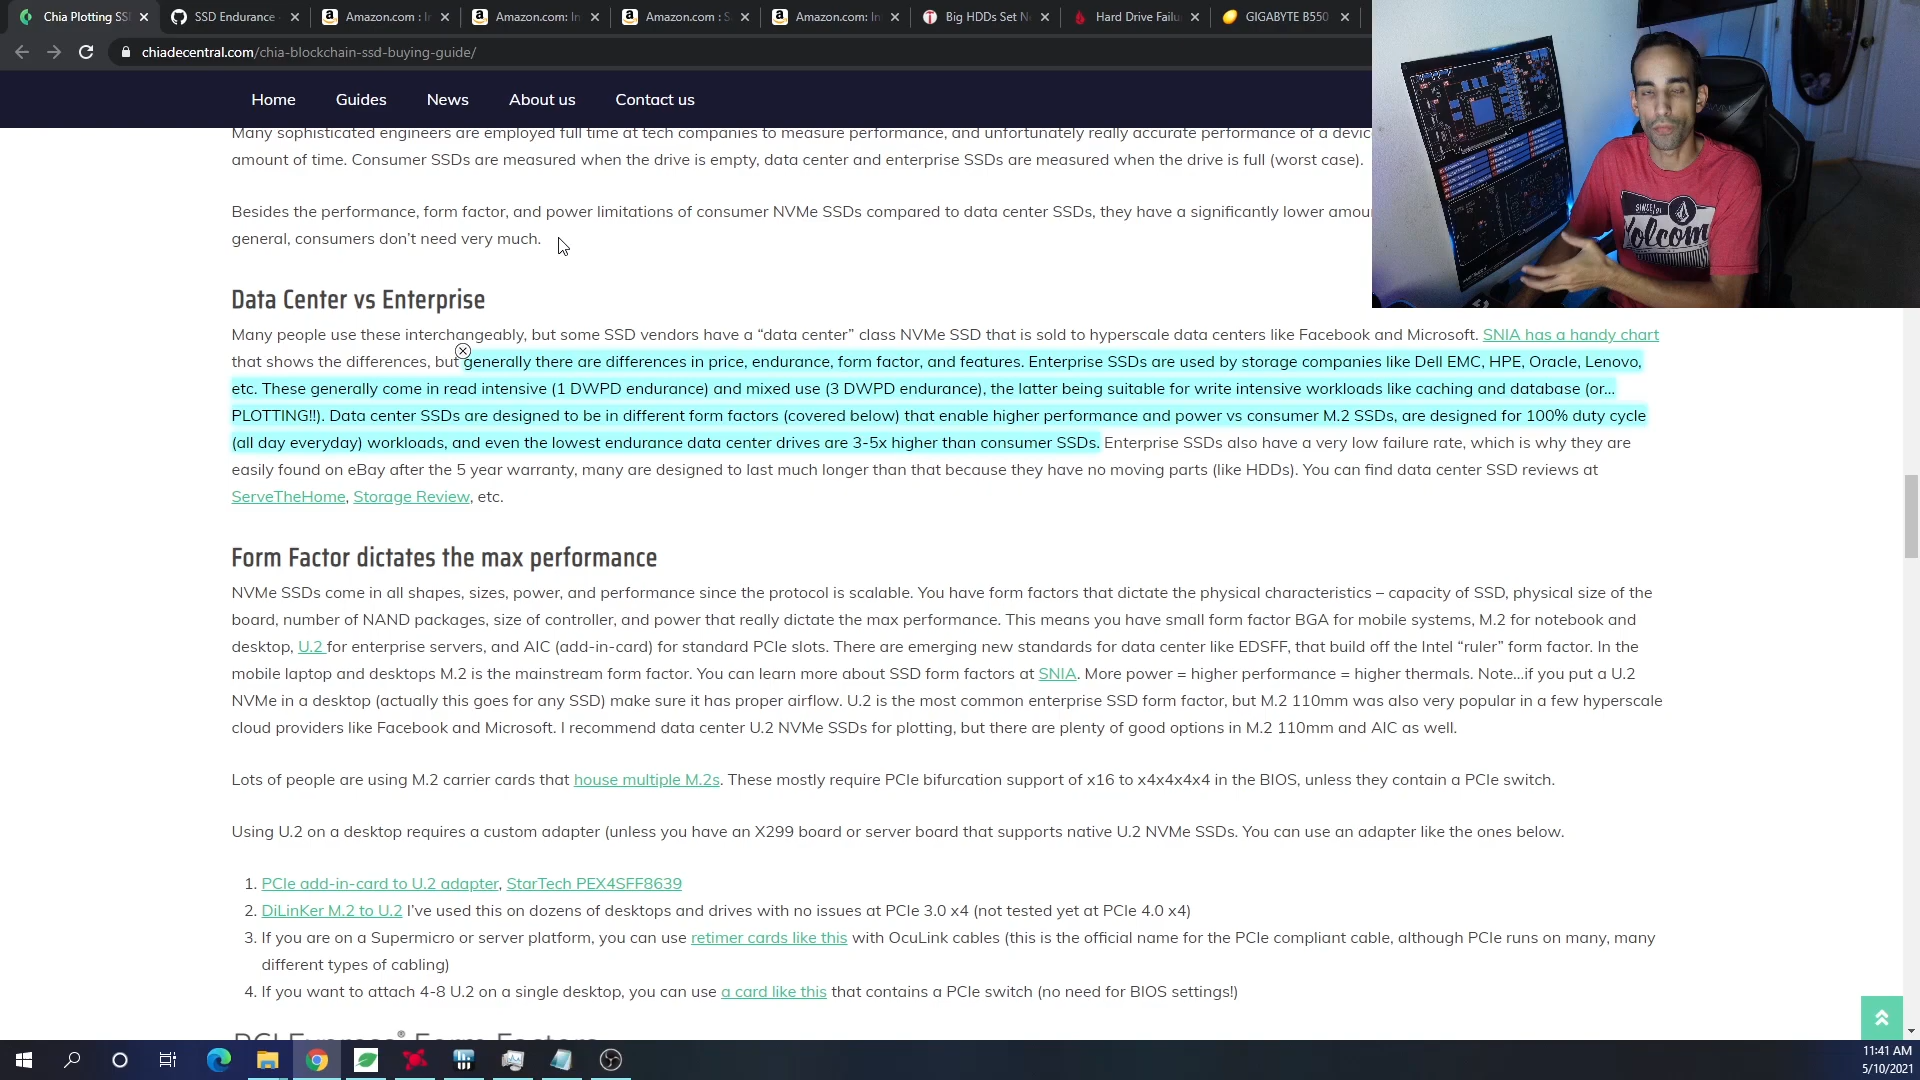 Chia Plotting SS
SSD Endurance
Amazon.com : In
Amazon.com: In
Amazon.com : S
Amazon.com: In
Big HDDs Set N
Hard Drive Failu
GIGABYTE B550
chiadecentral.com/chia-blockchain-ssd-buying-guide/
Home Guides News About us Contact us
Many sophisticated engineers are employed full time at tech companies to measure performance, and unfortunately really accurate performance of a devic
amount of time. Consumer SSDs are measured when the drive is empty, data center and enterprise SSDs are measured when the drive is full (worst case).
Besides the performance, form factor, and power limitations of consumer NVMe SSDs compared to data center SSDs, they have a significantly lower amour
general, consumers don’t need very much.
Data Center vs Enterprise
Many people use these interchangeably, but some SSD vendors have a “data center” class NVMe SSD that is sold to hyperscale data centers like Facebook and Microsoft. SNIA has a handy chart
that shows the differences, but generally there are differences in price, endurance, form factor, and features. Enterprise SSDs are used by storage companies like Dell EMC, HPE, Oracle, Lenovo,
etc. These generally come in read intensive (1 DWPD endurance) and mixed use (3 DWPD endurance), the latter being suitable for write intensive workloads like caching and database (or…
PLOTTING!!). Data center SSDs are designed to be in different form factors (covered below) that enable higher performance and power vs consumer M.2 SSDs, are designed for 100% duty cycle
(all day everyday) workloads, and even the lowest endurance data center drives are 3-5x higher than consumer SSDs. Enterprise SSDs also have a very low failure rate, which is why they are
easily found on eBay after the 5 year warranty, many are designed to last much longer than that because they have no moving parts (like HDDs). You can find data center SSD reviews at
ServeTheHome, Storage Review, etc.
Form Factor dictates the max performance
NVMe SSDs come in all shapes, sizes, power, and performance since the protocol is scalable. You have form factors that dictate the physical characteristics – capacity of SSD, physical size of the
board, number of NAND packages, size of controller, and power that really dictate the max performance. This means you have small form factor BGA for mobile systems, M.2 for notebook and
desktop, U.2 for enterprise servers, and AIC (add-in-card) for standard PCIe slots. There are emerging new standards for data center like EDSFF, that build off the Intel “ruler” form factor. In the
mobile laptop and desktops M.2 is the mainstream form factor. You can learn more about SSD form factors at SNIA. More power = higher performance = higher thermals. Note…if you put a U.2
NVMe in a desktop (actually this goes for any SSD) make sure it has proper airflow. U.2 is the most common enterprise SSD form factor, but M.2 110mm was also very popular in a few hyperscale
cloud providers like Facebook and Microsoft. I recommend data center U.2 NVMe SSDs for plotting, but there are plenty of good options in M.2 110mm and AIC as well.
Lots of people are using M.2 carrier cards that house multiple M.2s. These mostly require PCIe bifurcation support of x16 to x4x4x4x4 in the BIOS, unless they contain a PCIe switch.
Using U.2 on a desktop requires a custom adapter (unless you have an X299 board or server board that supports native U.2 NVMe SSDs. You can use an adapter like the ones below.
1. PCIe add-in-card to U.2 adapter, StarTech PEX4SFF8639
2. DiLinKer M.2 to U.2 I’ve used this on dozens of desktops and drives with no issues at PCIe 3.0 x4 (not tested yet at PCIe 4.0 x4)
3. If you are on a Supermicro or server platform, you can use retimer cards like this with OcuLink cables (this is the official name for the PCIe compliant cable, although PCIe runs on many, many
different types of cabling)
4. If you want to attach 4-8 U.2 on a single desktop, you can use a card like this that contains a PCIe switch (no need for BIOS settings!)
PCI Express® Form Factors
SINCE '91
Volcom
11:41 AM
5/10/2021